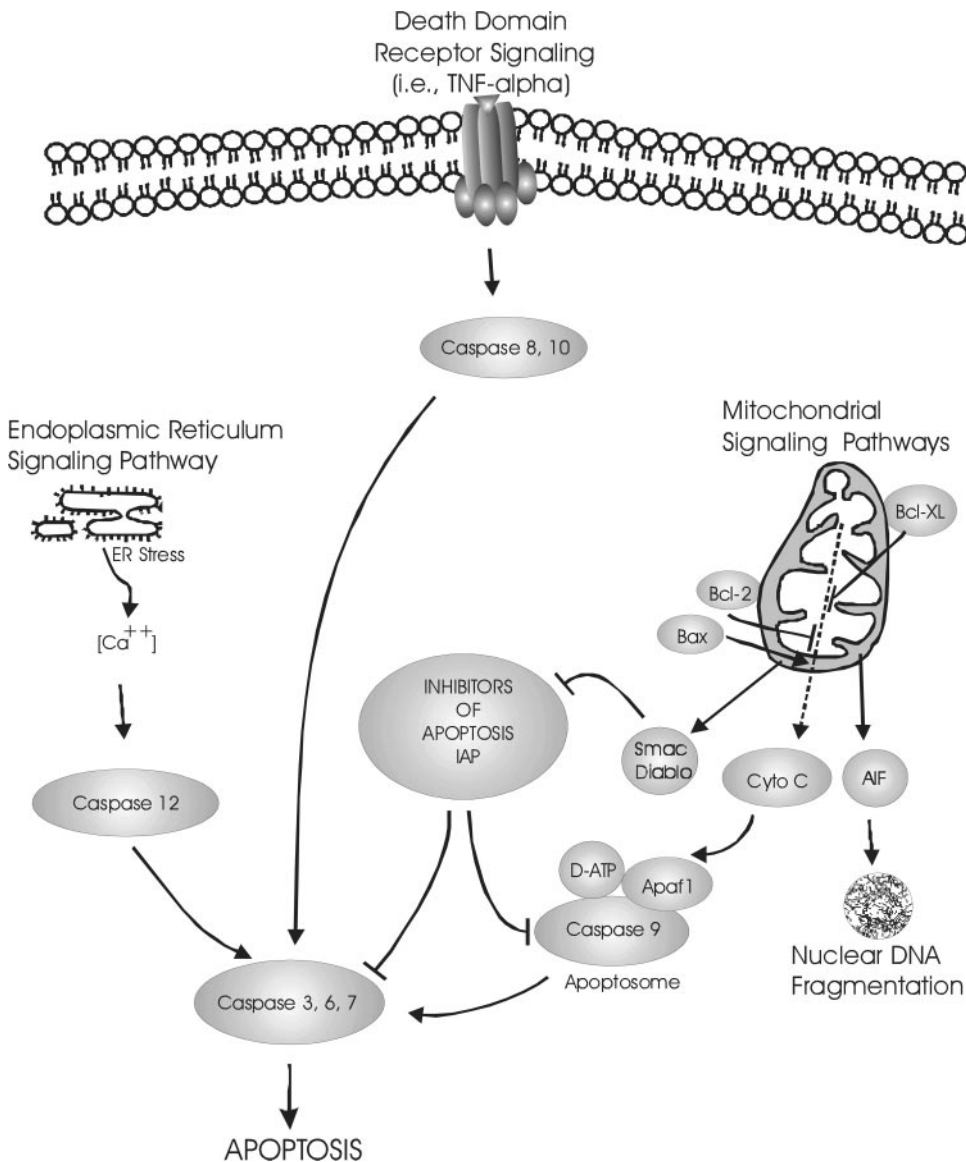 Death Domain
Receptor Signaling
(i.e., TNF-alpha)
Caspase 8, 10
Endoplasmic Reticulum
Signaling Pathway
ER Stress
[Ca++]
Caspase 12
Mitochondrial
Signaling Pathways
Bcl-XL
Bcl-2
Bax
INHIBITORS
OF
APOPTOSIS
IAP
Smac
Diablo
Cyto C
AIF
D-ATP
Apaf1
Caspase 9
Apoptosome
Nuclear DNA
Fragmentation
Caspase 3, 6, 7
APOPTOSIS